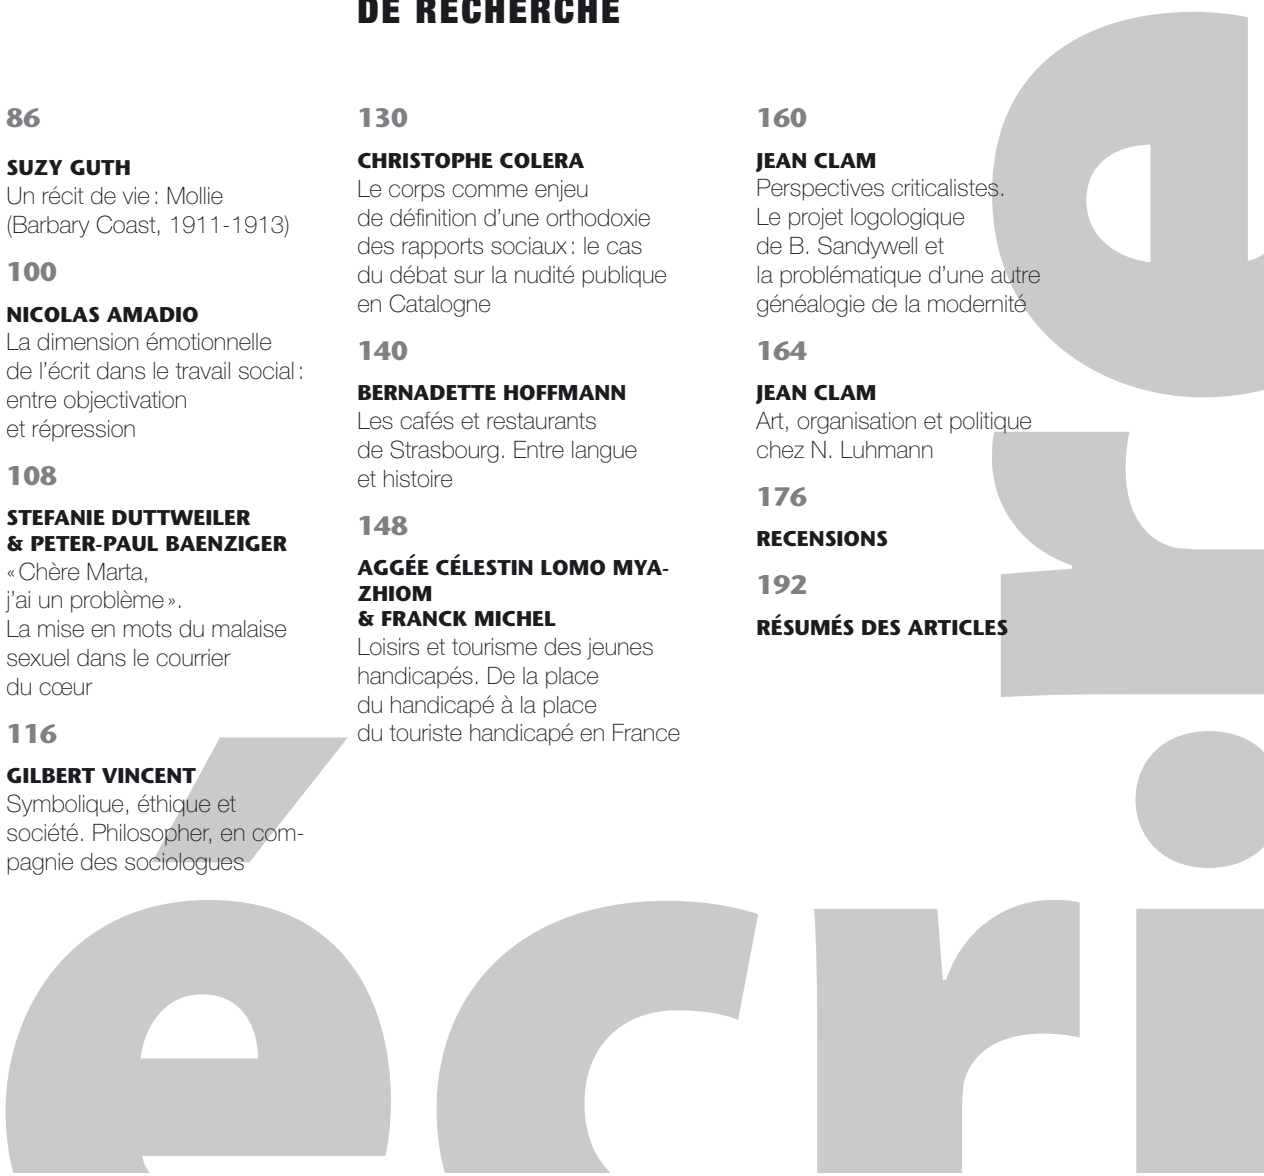 DE RECHERCHE
86
SUZY GUTH
Un récit de vie : Mollie
(Barbary Coast, 1911-1913)
100
NICOLAS AMADIO
La dimension émotionnelle
de l’écrit dans le travail social :
entre objectivation
et répression
108
STEFANIE DUTTWEILER
& PETER-PAUL BAENZIGER
« Chère Marta,
j’ai un problème ».
La mise en mots du malaise
sexuel dans le courrier
du cœur
116
GILBERT VINCENT
Symbolique, éthique et
société. Philosopher, en com-
pagnie des sociologues
130
CHRISTOPHE COLERA
Le corps comme enjeu
de définition d’une orthodoxie
des rapports sociaux : le cas
du débat sur la nudité publique
en Catalogne
140
BERNADETTE HOFFMANN
Les cafés et restaurants
de Strasbourg. Entre langue
et histoire
148
AGGÉE CÉLESTIN LOMO MYA-
ZHIOM
& FRANCK MICHEL
Loisirs et tourisme des jeunes
handicapés. De la place
du handicapé à la place
du touriste handicapé en France
160
JEAN CLAM
Perspectives criticalistes.
Le projet logologique
de B. Sandywell et
la problématique d’une autre
généalogie de la modernité
164
JEAN CLAM
Art, organisation et politique
chez N. Luhmann
176
RECENSIONS
192
RÉSUMÉS DES ARTICLES
écri
re